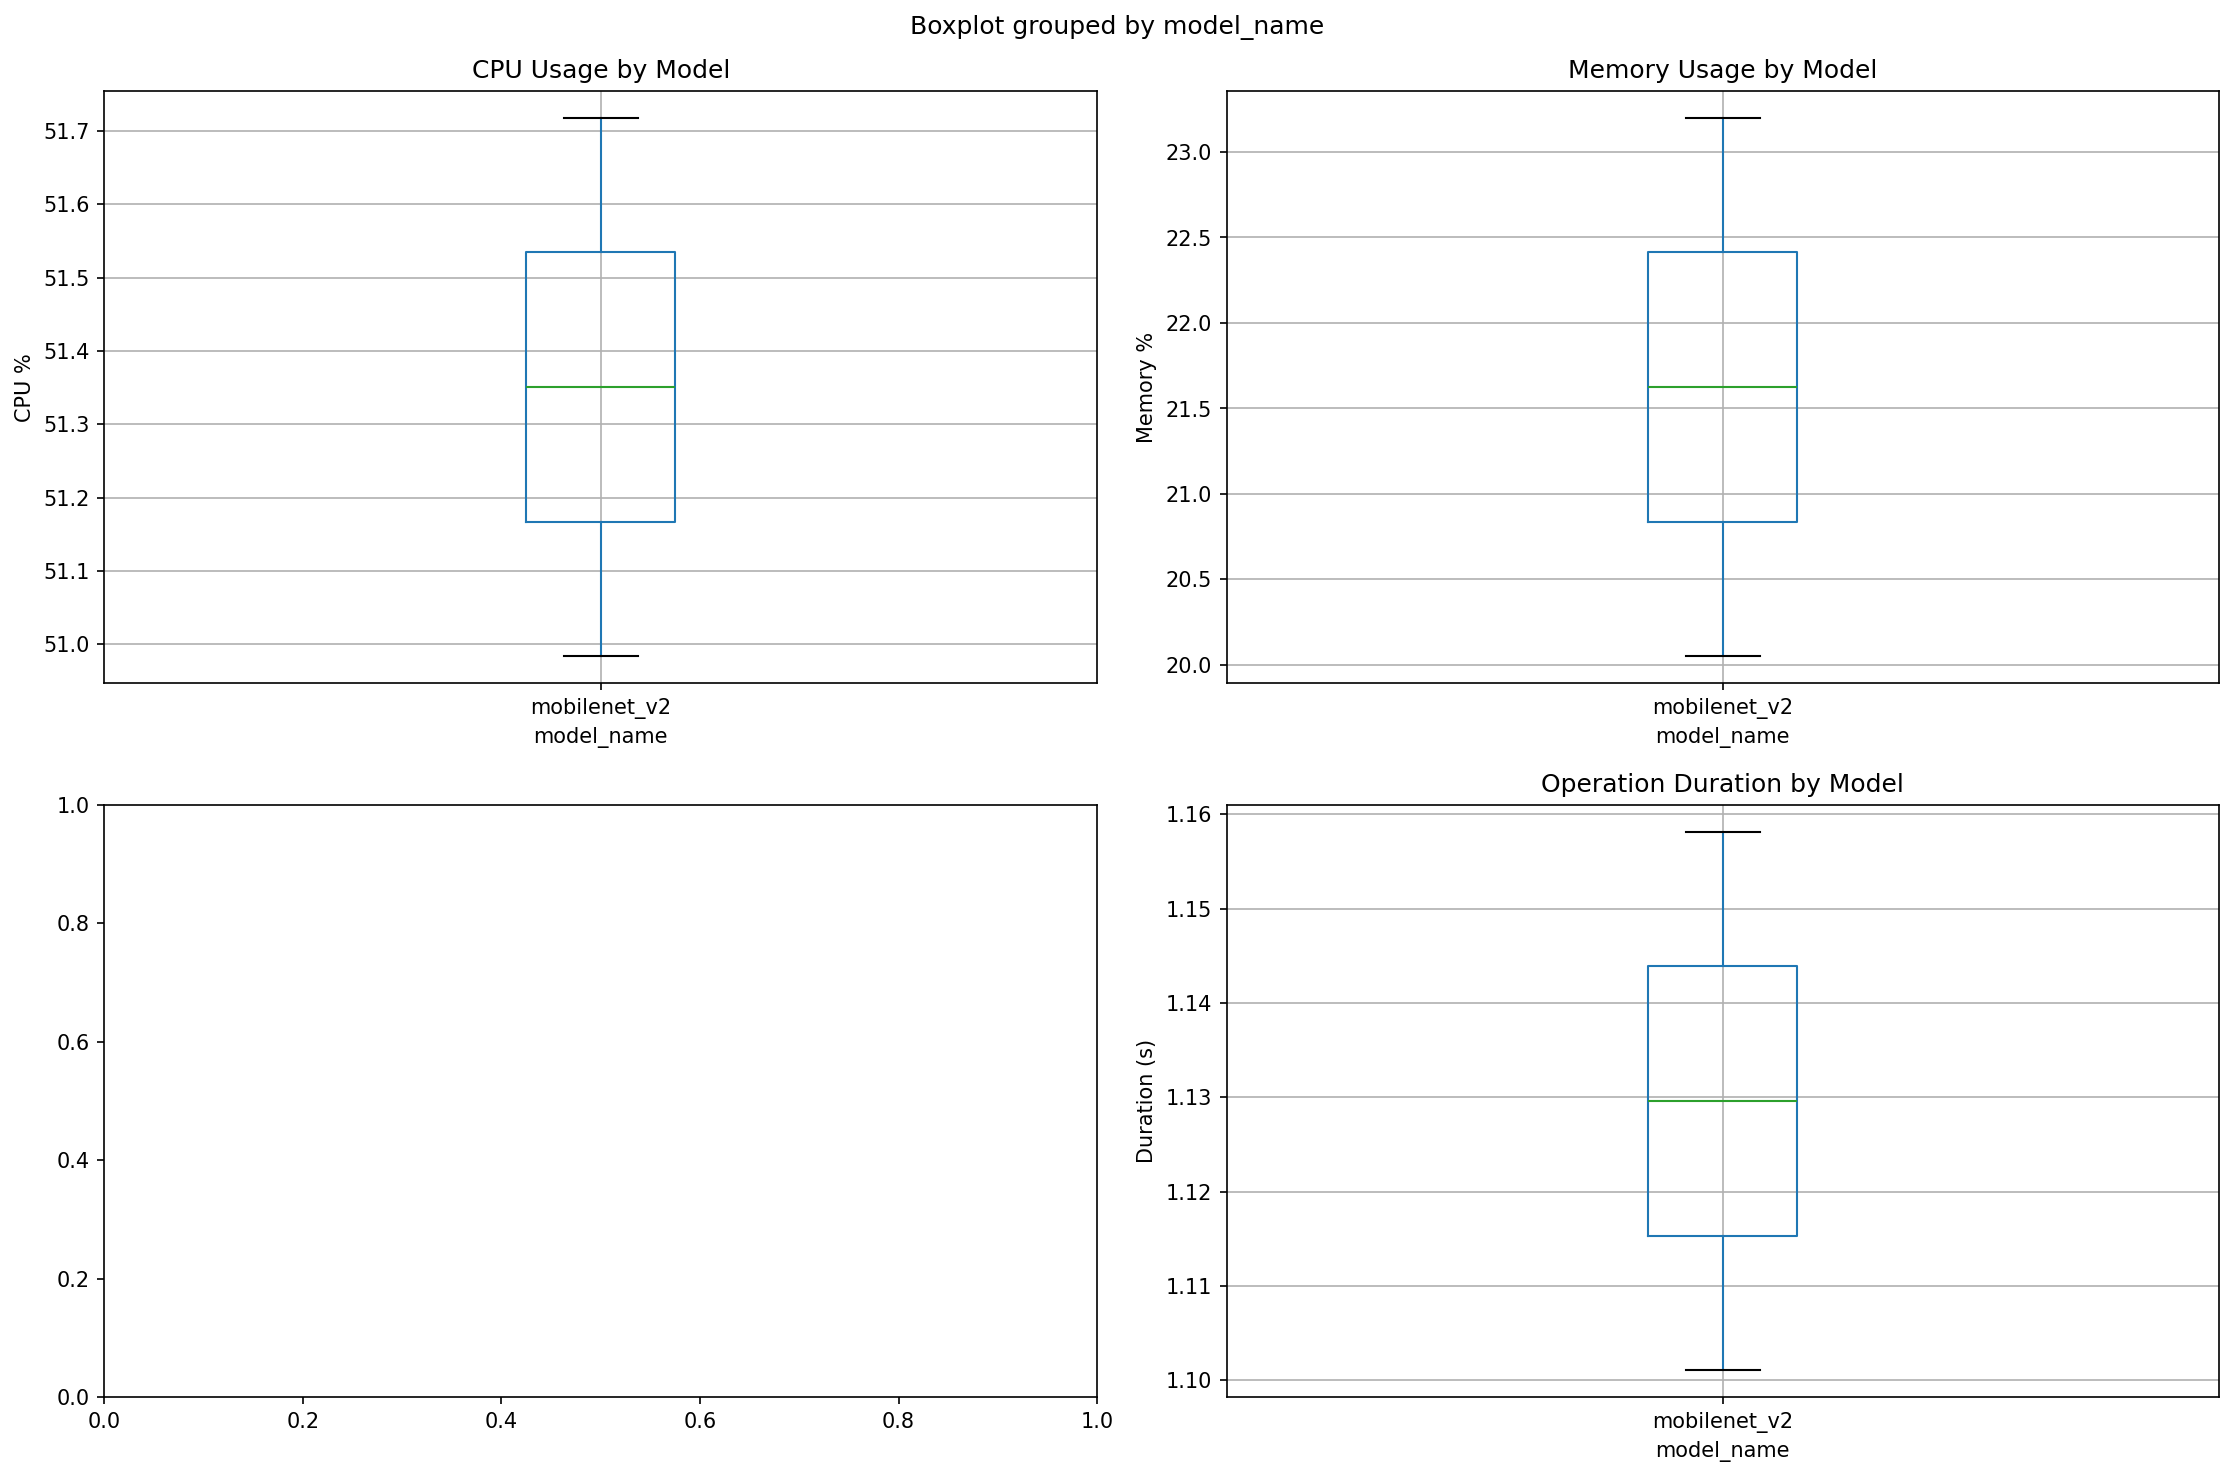 Boxplot grouped by model_name
CPU Usage by Model
51.7
51.6
51.5
51.4
51.3
51.2
51.1
51.0
CPU %
mobilenet_v2
model_name
Memory Usage by Model
23.0
22.5
22.0
21.5
21.0
20.5
20.0
Memory %
mobilenet_v2
model_name
1.0
0.8
0.6
0.4
0.2
0.0
0.0 0.2 0.4 0.6 0.8 1.0
Operation Duration by Model
1.16
1.15
1.14
1.13
1.12
1.11
1.10
Duration (s)
mobilenet_v2
model_name